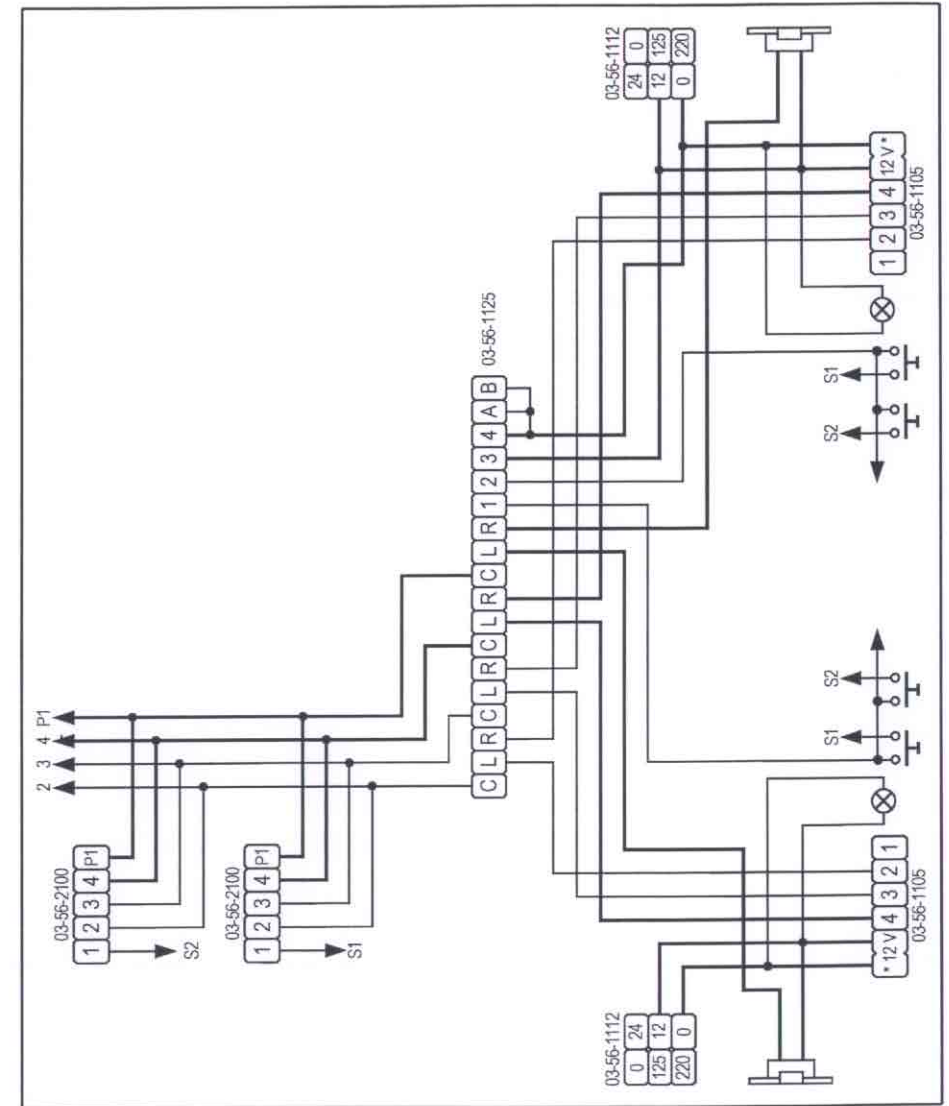 2 3 4 P1
03-56-2100
1 2 3 4 P1
S2
03-56-2100
1 2 3 4 P1
S1
C L R C L R C L R C L R 1 2 3 4 A B
03-56-1125
03-56-1112
0 24
125 12
220 0
03-56-1112
24 0
12 125
0 220
S1 S2
S2 S1
* 12 V 4 3 2 1
03-56-1105
1 2 3 4 12 V *
03-56-1105